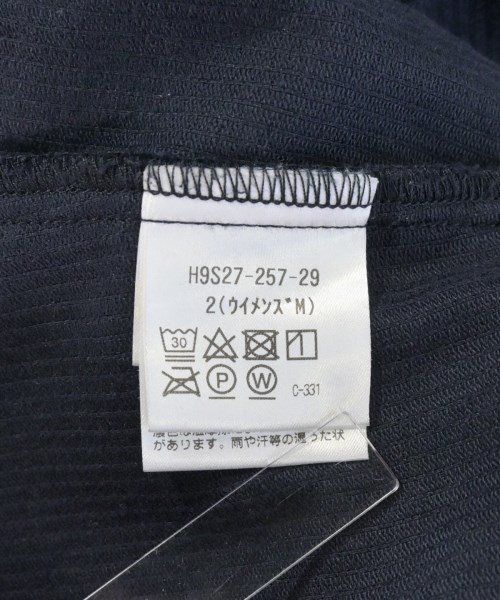 H9S27-257-29
2(ウイメンズM)
30
P W C-331
があります。雨や汗等の湿った状